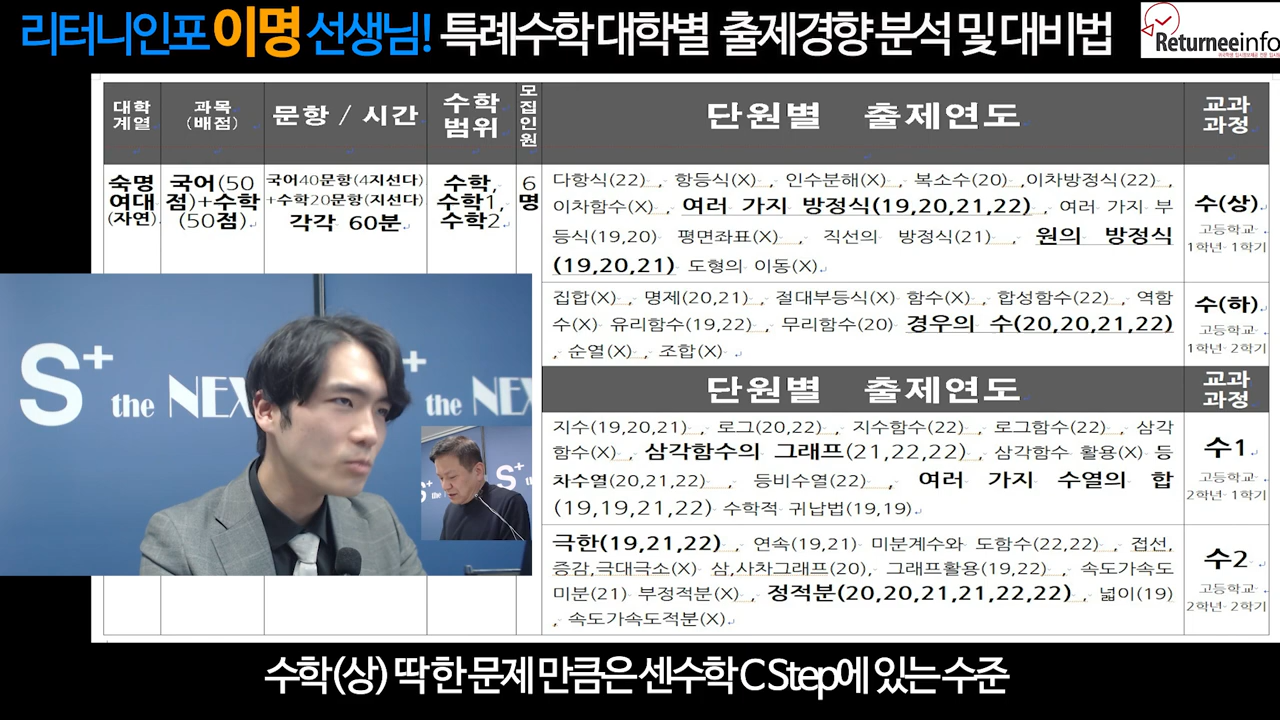 리터니인포 이명 선생님! 특례수학 대학별 출제경향 분석 및 대비법
Returneeinfo
대학 계열
과목 (배점)
문항 / 시간
수학 범위
모집인원
단원별 출제연도
교과 과정
숙명 여대 (자연)
국어(50점)+수학(50점)
국어40문항(4지선다)
+수학20문항(지선다)
각각 60분
수학, 수학1, 수학2
6명
다항식(22) , 항등식(X) , 인수분해(X) , 복소수(20) ,이차방정식(22) ,
이차함수(X) , 여러 가지 방정식(19,20,21,22) , 여러 가지 부
등식(19,20) 평면좌표(X) , 직선의 방정식(21) , 원의 방정식
(19,20,21) 도형의 이동(X).
수(상).
고등학교
1학년 1학기
집합(X) , 명제(20,21) , 절대부등식(X) 함수(X) , 합성함수(22) , 역함
수(X) 유리함수(19,22) , 무리함수(20) 경우의 수(20,20,21,22)
, 순열(X) , 조합(X)
수(하)
고등학교
1학년 2학기
단원별 출제연도
교과 과정
지수(19,20,21) , 로그(20,22) , 지수함수(22) , 로그함수(22) , 삼각
함수(X) , 삼각함수의 그래프(21,22,22) , 삼각함수 활용(X) 등
차수열(20,21,22) , 등비수열(22) , 여러 가지 수열의 합
(19,19,21,22) 수학적 귀납법(19,19)
수1
고등학교
2학년 1학기
극한(19,21,22) , 연속(19,21) 미분계수와 도함수(22,22) , 접선,
증감,극대극소(X) 삼,사차그래프(20), 그래프활용(19,22) , 속도가속도
미분(21) 부정적분(X) , 정적분(20,20,21,21,22,22) , 넓이(19)
, 속도가속도적분(X).
수2
고등학교
2학년 2학기
S+ the NEX
+ the NEX
S+
수학(상) 딱 한 문제 만큼은 센수학 C Step에 있는 수준